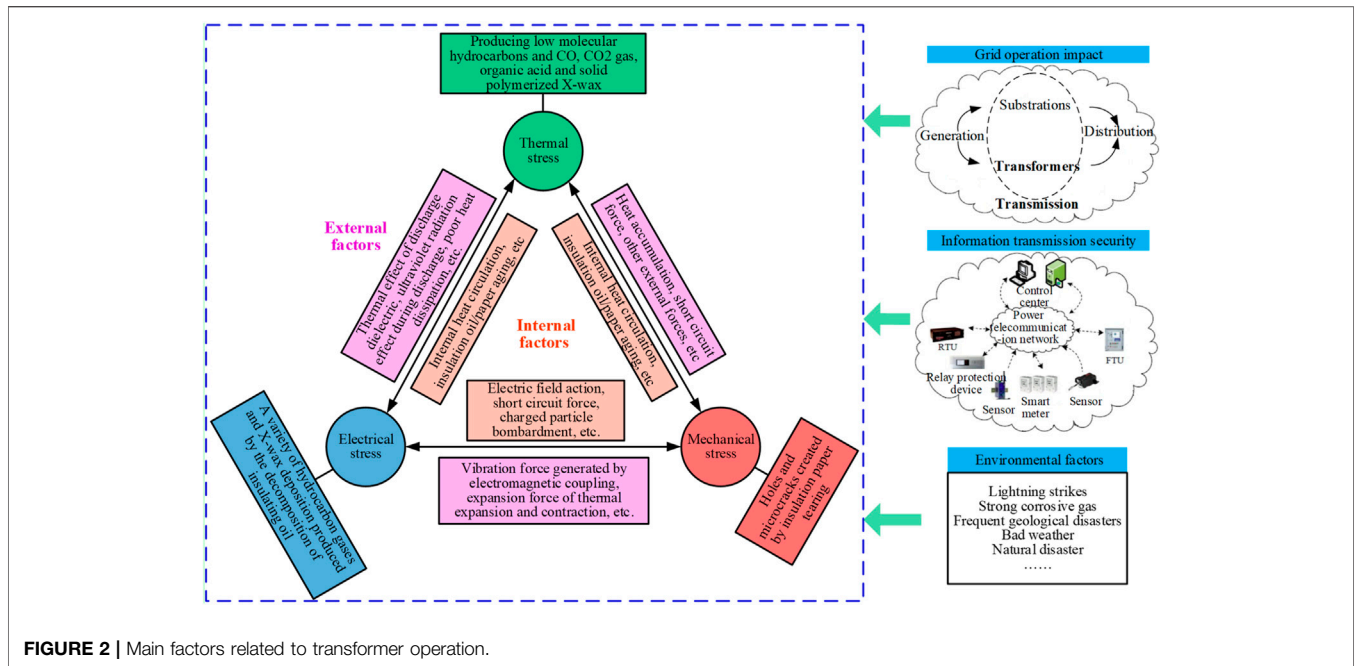 Producing low molecular
hydrocarbons and CO, CO2 gas,
organic acid and solid
polymerized X-wax
Thermal
stress
External
factors
Thermal effect of discharge
dielectric, ultraviolet radiation
effect during discharge, poor heat
dissipation, etc.
Internal heat circulation,
insulation oil/paper aging, etc
Internal
factors
Internal heat circulation,
insulation oil/paper aging, etc
Heat accumulation, short circuit
force, other external forces, etc
Electric field action,
short circuit force,
charged particle
bombardment, etc.
Electrical
stress
Mechanical
stress
Vibration force generated by
electromagnetic coupling,
expansion force of thermal
expansion and contraction, etc.
A variety of hydrocarbon gases
and X-wax deposition produced
by the decomposition of
insulating oil
Holes and
microcracks created
by insulation paper
tearing
Grid operation impact
Substrations
Generation
Distribution
Transformers
Transmission
Information transmission security
Control
center
Power
telecommunicat
ion network
RTU
FTU
Relay protection
device
Sensor
Smart
meter
Sensor
Environmental factors
Lightning strikes
Strong corrosive gas
Frequent geological disasters
Bad weather
Natural disaster
……
FIGURE 2 | Main factors related to transformer operation.